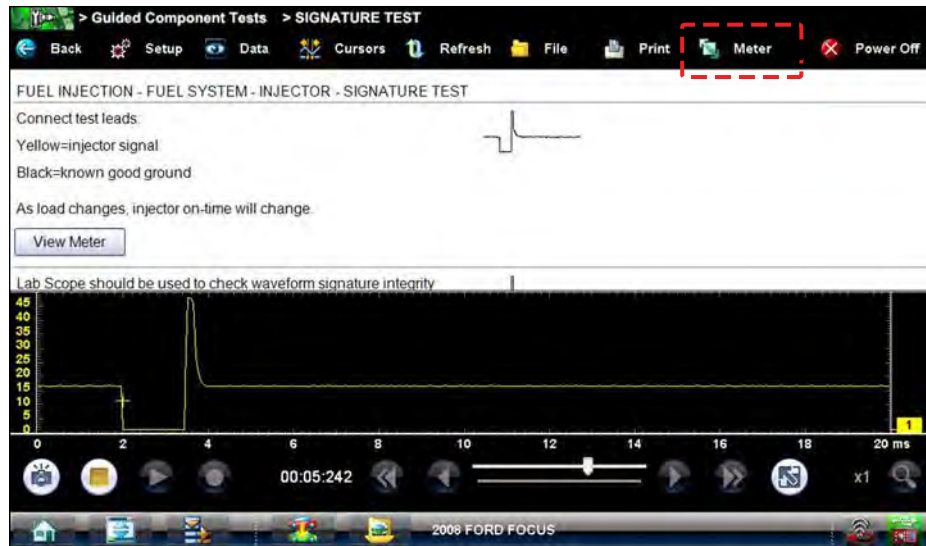 > Guided Component Tests > SIGNATURE TEST
Back Setup Data Cursors Refresh File Print Meter Power Off
FUEL INJECTION - FUEL SYSTEM - INJECTOR - SIGNATURE TEST
Connect test leads:
Yellow=injector signal
Black=known good ground
As load changes, injector on-time will change.
View Meter
Lab Scope should be used to check waveform signature integrity
45
40
35
30
25
20
15
10
5
0
1
0 2 4 6 8 10 12 14 16 18 20 ms
00:05:242 x1
2008 FORD FOCUS